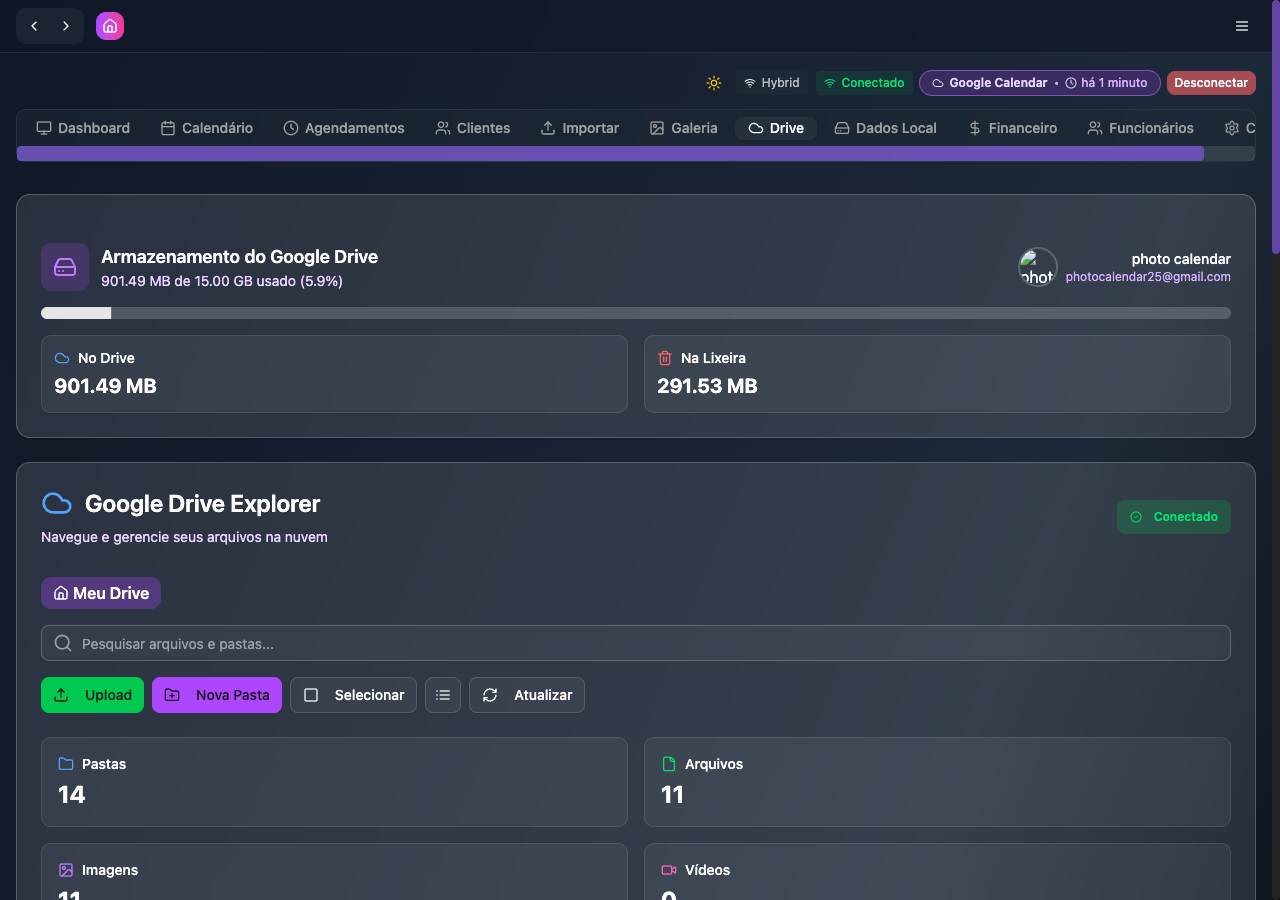 Hybrid
Conectado
Google Calendar • há 1 minuto
Desconectar
Dashboard
Calendário
Agendamentos
Clientes
Importar
Galeria
Drive
Dados Local
Financeiro
Funcionários
C
Armazenamento do Google Drive
901.49 MB de 15.00 GB usado (5.9%)
phot
photo calendar
photocalendar25@gmail.com
No Drive
901.49 MB
Na Lixeira
291.53 MB
Google Drive Explorer
Navegue e gerencie seus arquivos na nuvem
Conectado
Meu Drive
Pesquisar arquivos e pastas...
Upload
Nova Pasta
Selecionar
Atualizar
Pastas
14
Arquivos
11
Imagens
11
Vídeos
0